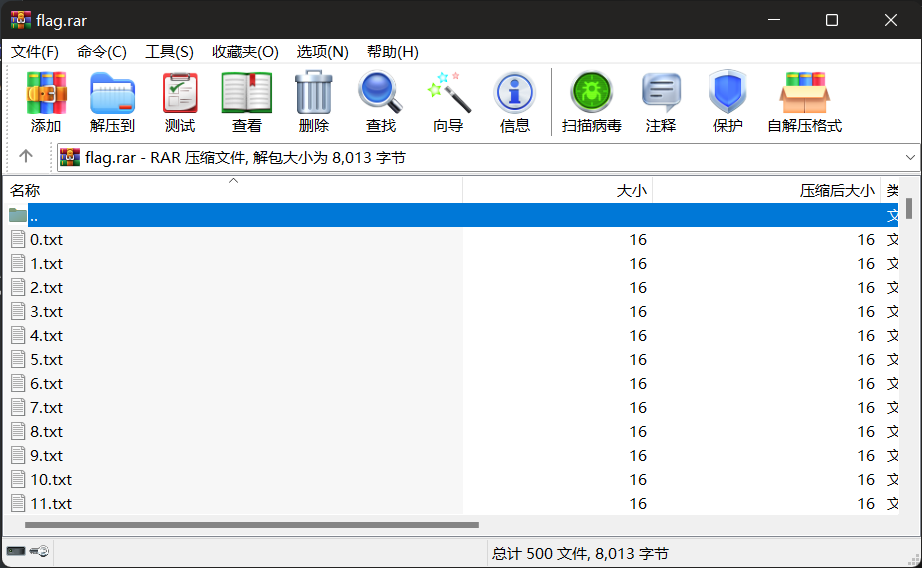 flag.rar
文件(F) 命令(C) 工具(S) 收藏夹(O) 选项(N) 帮助(H)
添加 解压到 测试 查看 删除 查找 向导 信息 扫描病毒 注释 保护 自解压格式
flag.rar - RAR 压缩文件, 解包大小为 8,013 字节
名称 大小 压缩后大小 类
.. 文
0.txt 16 16 文
1.txt 16 16 文
2.txt 16 16 文
3.txt 16 16 文
4.txt 16 16 文
5.txt 16 16 文
6.txt 16 16 文
7.txt 16 16 文
8.txt 16 16 文
9.txt 16 16 文
10.txt 16 16 文
11.txt 16 16 文
总计 500 文件, 8,013 字节